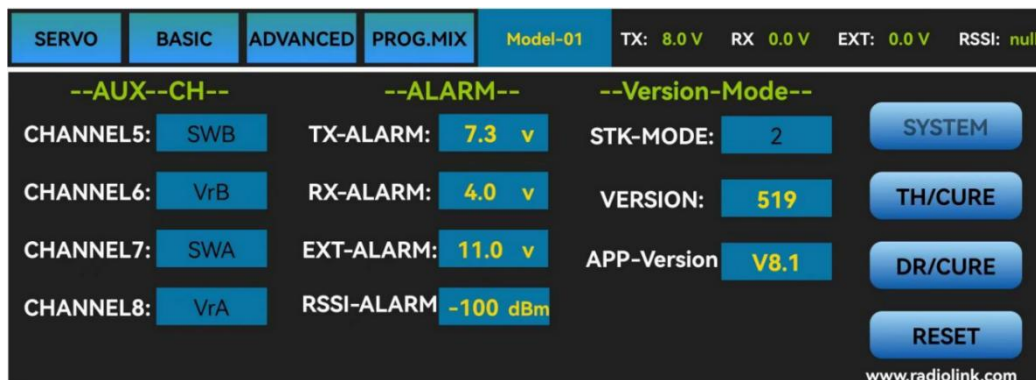 SERVO BASIC ADVANCED PROG.MIX Model-01 TX: 8.0 V RX 0.0 V EXT: 0.0 V RSSI: null
--AUX--CH-- --ALARM-- --Version-Mode--
CHANNEL5: SWB TX-ALARM: 7.3 v STK-MODE: 2 SYSTEM
CHANNEL6: VrB RX-ALARM: 4.0 v VERSION: 519 TH/CURE
CHANNEL7: SWA EXT-ALARM: 11.0 v APP-Version V8.1 DR/CURE
CHANNEL8: VrA RSSI-ALARM -100 dBm RESET
www.radiolink.com